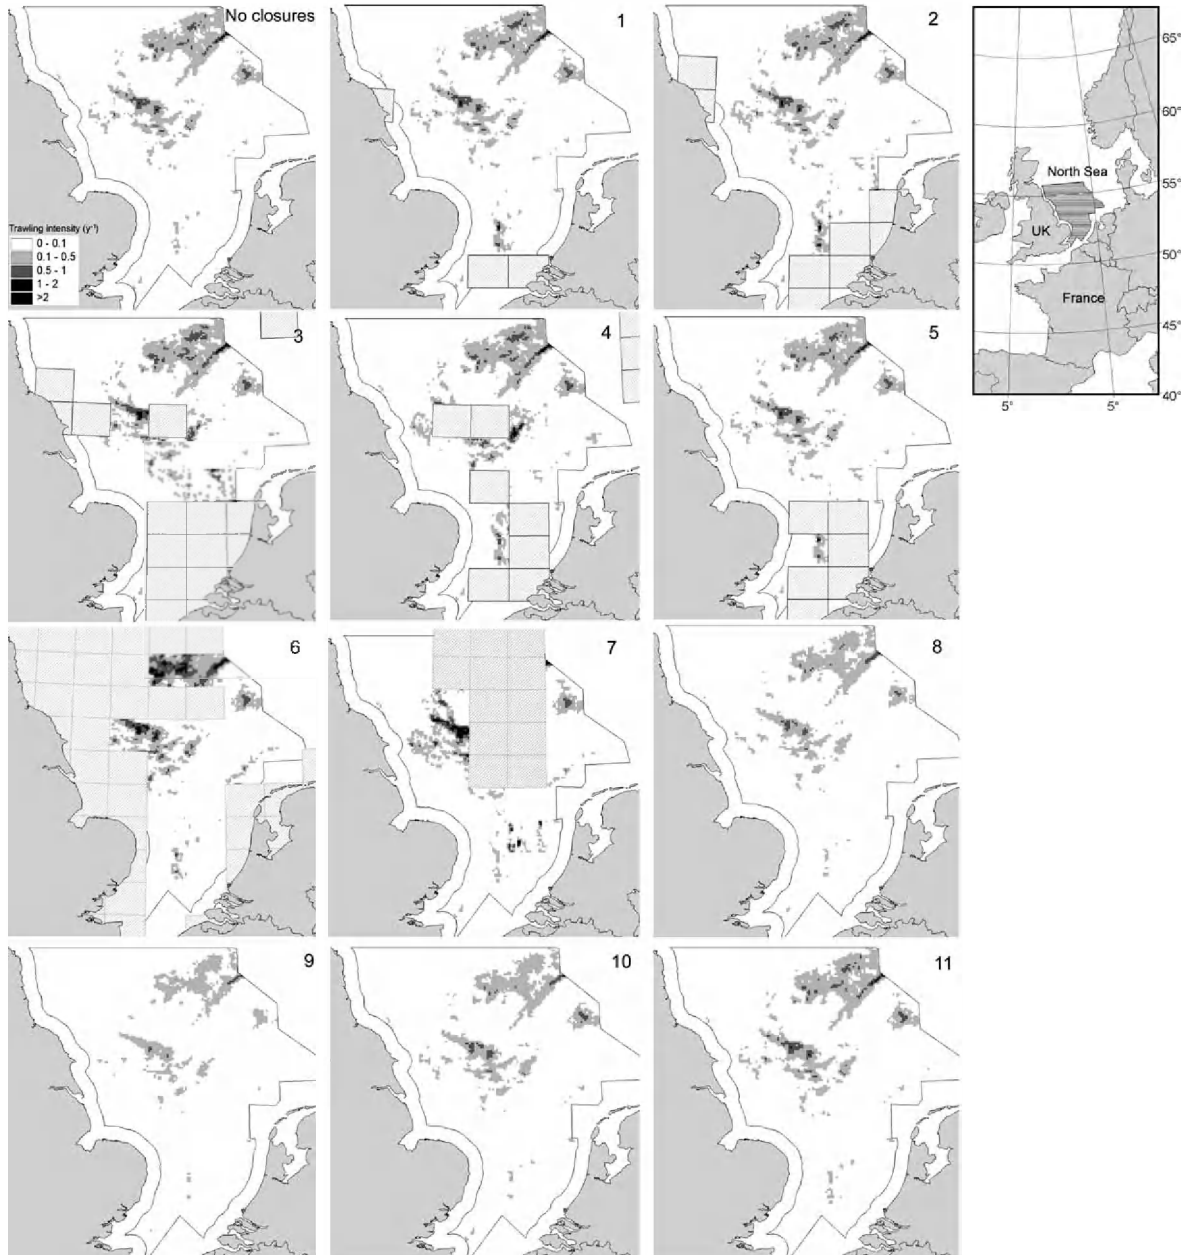 No closures
1
2
Trawling intensity (y⁻¹)
0 - 0.1
0.1 - 0.5
0.5 - 1
1 - 2
>2
65°
60°
North Sea
55°
UK
50°
France
45°
40°
5°
5°
3
4
5
6
7
8
9
10
11